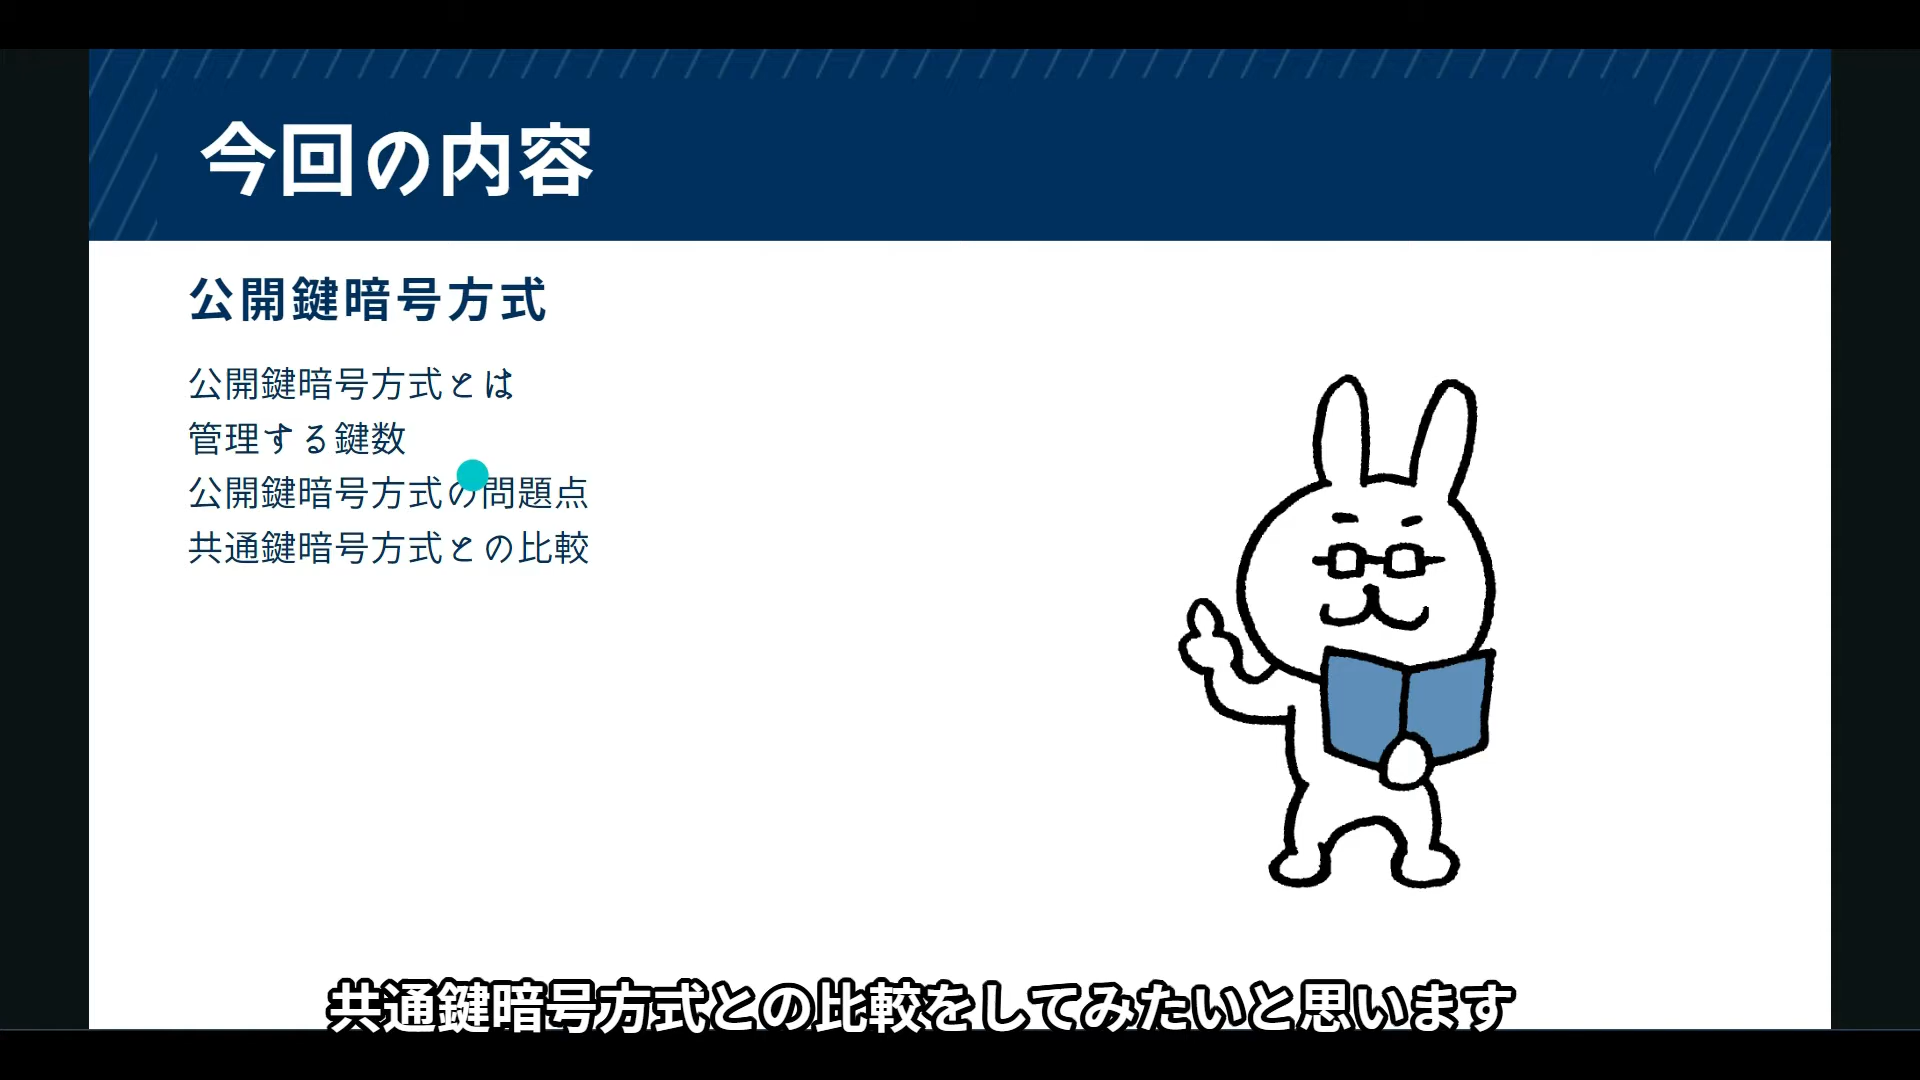 今回の内容
公開鍵暗号方式
公開鍵暗号方式とは
管理する鍵数
公開鍵暗号方式の問題点
共通鍵暗号方式との比較
共通鍵暗号方式との比較をしてみたいと思います